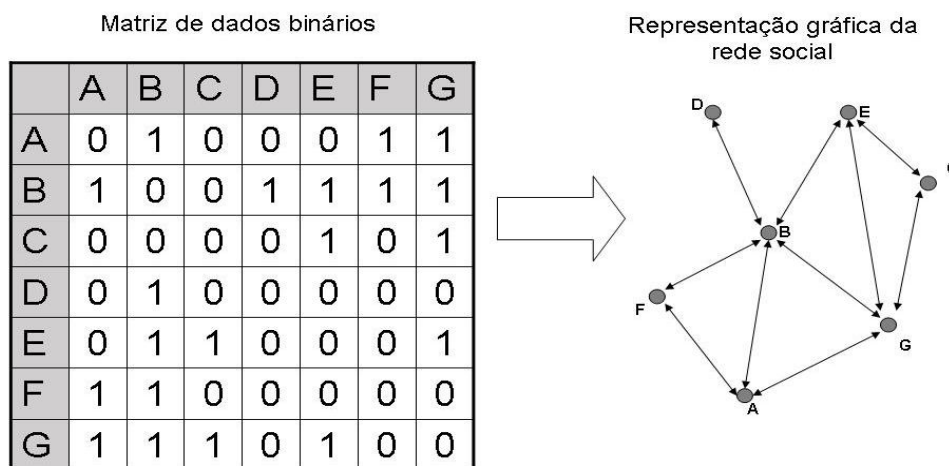 Matriz de dados binários
Representação gráfica da
rede social
A B C D E F G
A 0 1 0 0 0 1 1
B 1 0 0 1 1 1 1
C 0 0 0 0 1 0 1
D 0 1 0 0 0 0 0
E 0 1 1 0 0 0 1
F 1 1 0 0 0 0 0
G 1 1 1 0 1 0 0
D
E
B
F
G
A